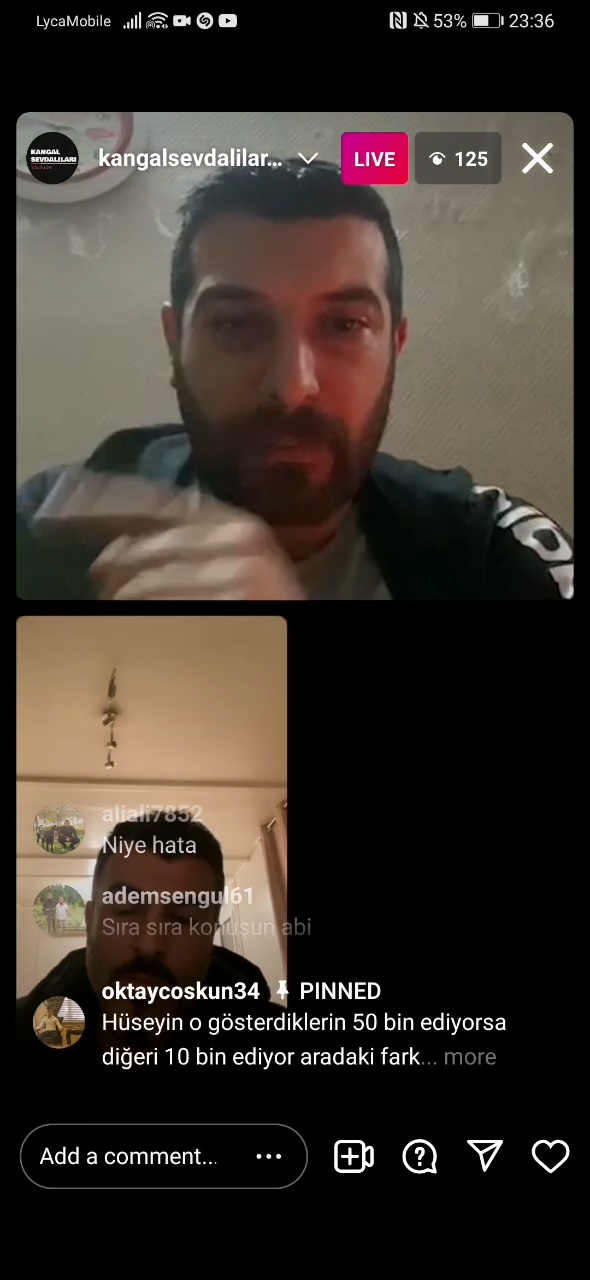 LycaMobile
53% 23:36
KANGAL
SEVDALILARI
YouTube
kangalsevdalilar...
LIVE
125
aliali7852
Niye hata
ademsengul61
Sıra sıra konuşun abi
oktaycoskun34 PINNED
Hüseyin o gösterdiklerin 50 bin ediyorsa
diğeri 10 bin ediyor aradaki fark... more
Add a comment...